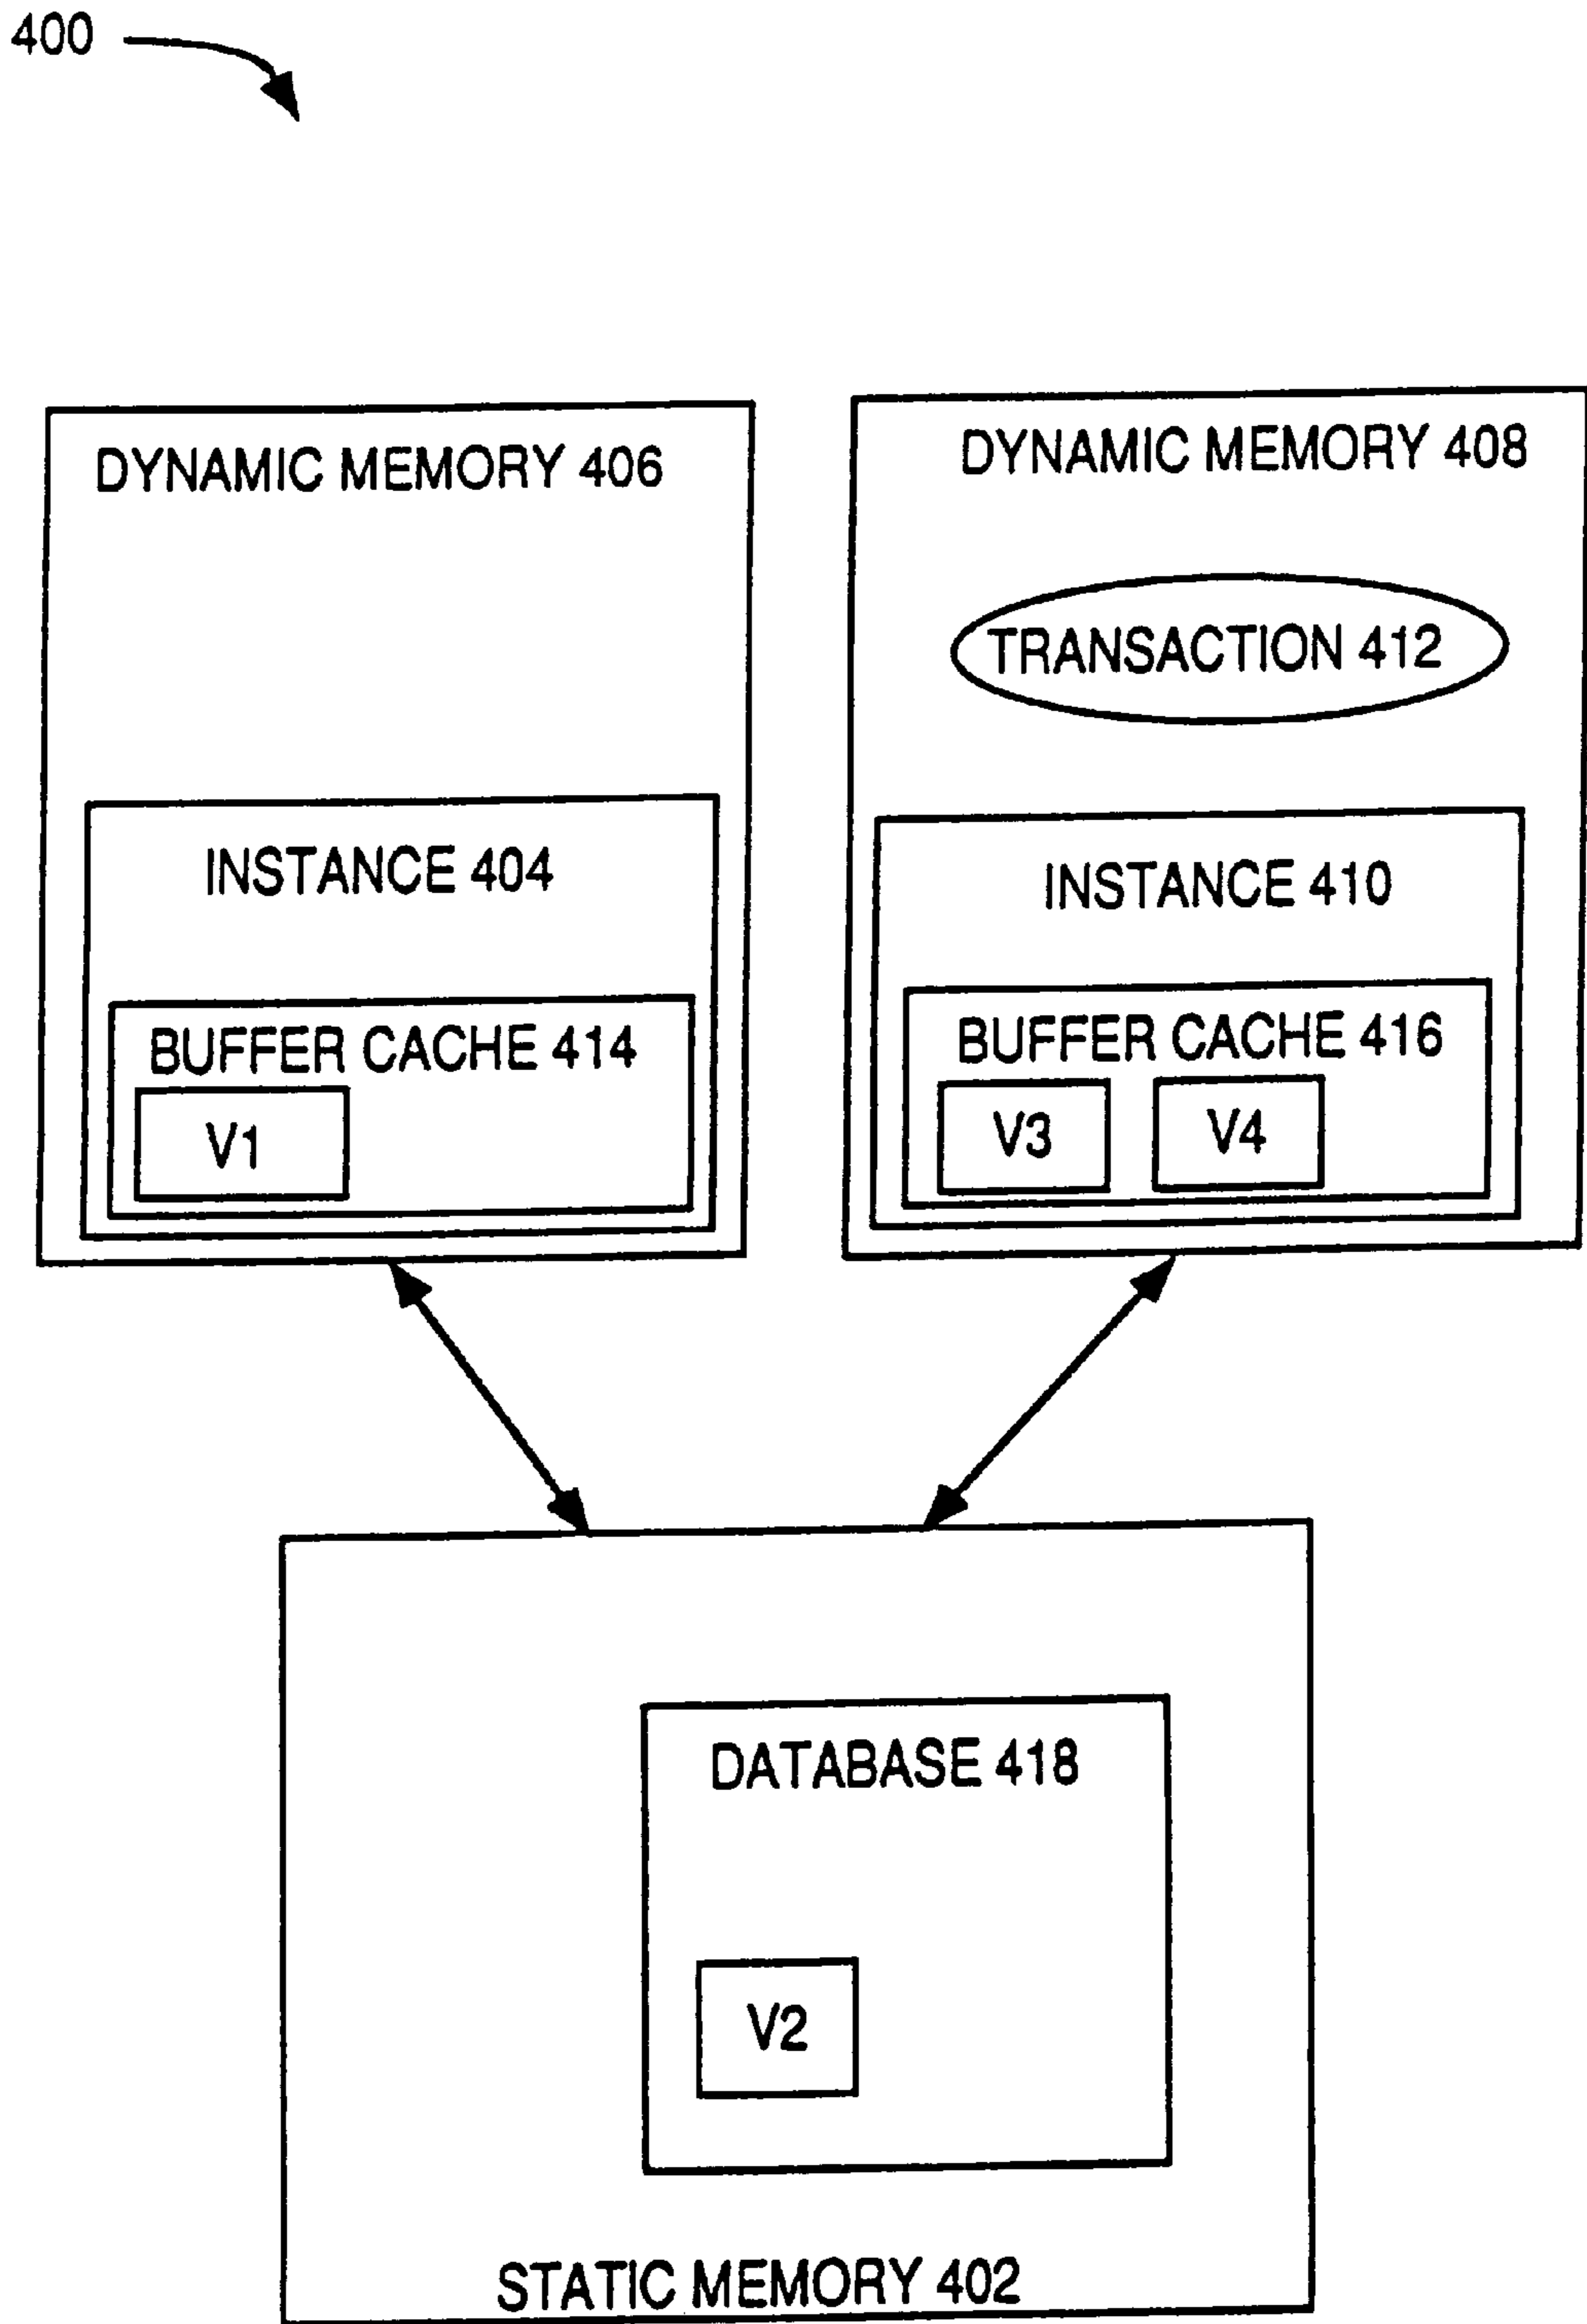 400
DYNAMIC MEMORY 406
DYNAMIC MEMORY 408
TRANSACTION 412
INSTANCE 404
INSTANCE 410
BUFFER CACHE 414
V1
BUFFER CACHE 416
V3 V4
DATABASE 418
V2
STATIC MEMORY 402